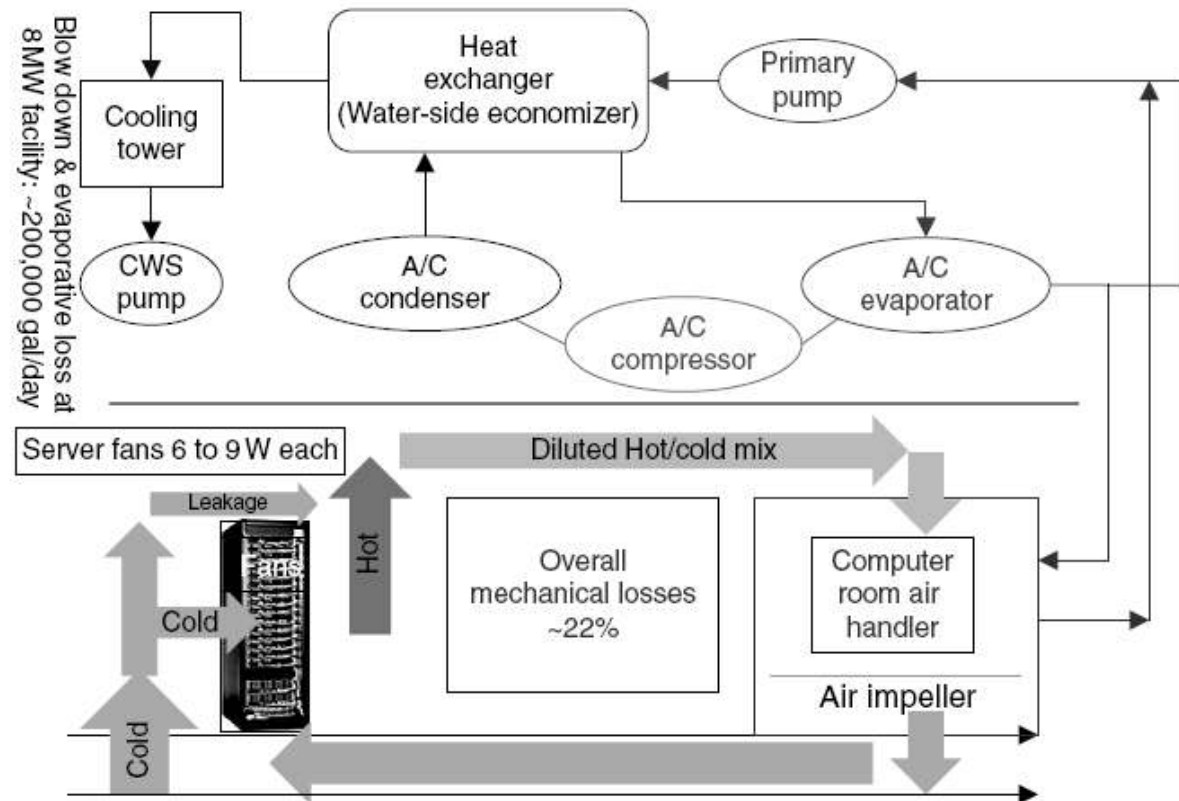 Blow down & evaporative loss at
8MW facility: ~200,000 gal/day
Cooling
tower
CWS
pump
Heat
exchanger
(Water-side economizer)
Primary
pump
A/C
condenser
A/C
compressor
A/C
evaporator
Server fans 6 to 9 W each
Diluted Hot/cold mix
Leakage
Hot
Fans
Cold
Cold
Overall
mechanical losses
~22%
Computer
room air
handler
Air impeller